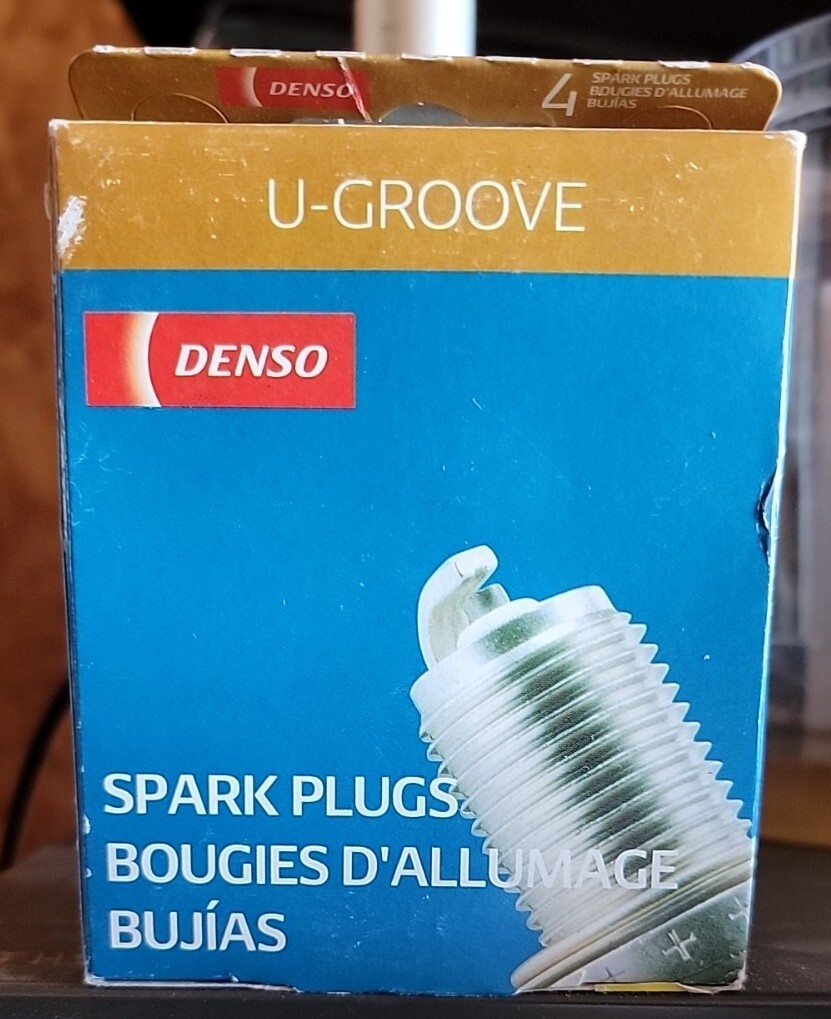 DENSO
4
SPARK PLUGS
BOUGIES D'ALLUMAGE
BUJÍAS
U-GROOVE
DENSO
SPARK PLUGS
BOUGIES D'ALLUMAGE
BUJÍAS